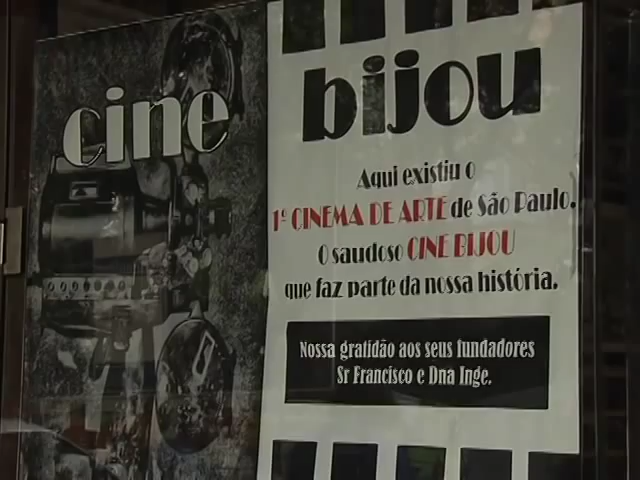 cine bijou
Aqui existiu o
1º CINEMA DE ARTE de São Paulo.
O saudoso CINE BIJOU
que faz parte da nossa história.
Nossa gratidão aos seus fundadores
Sr Francisco e Dna Inge.